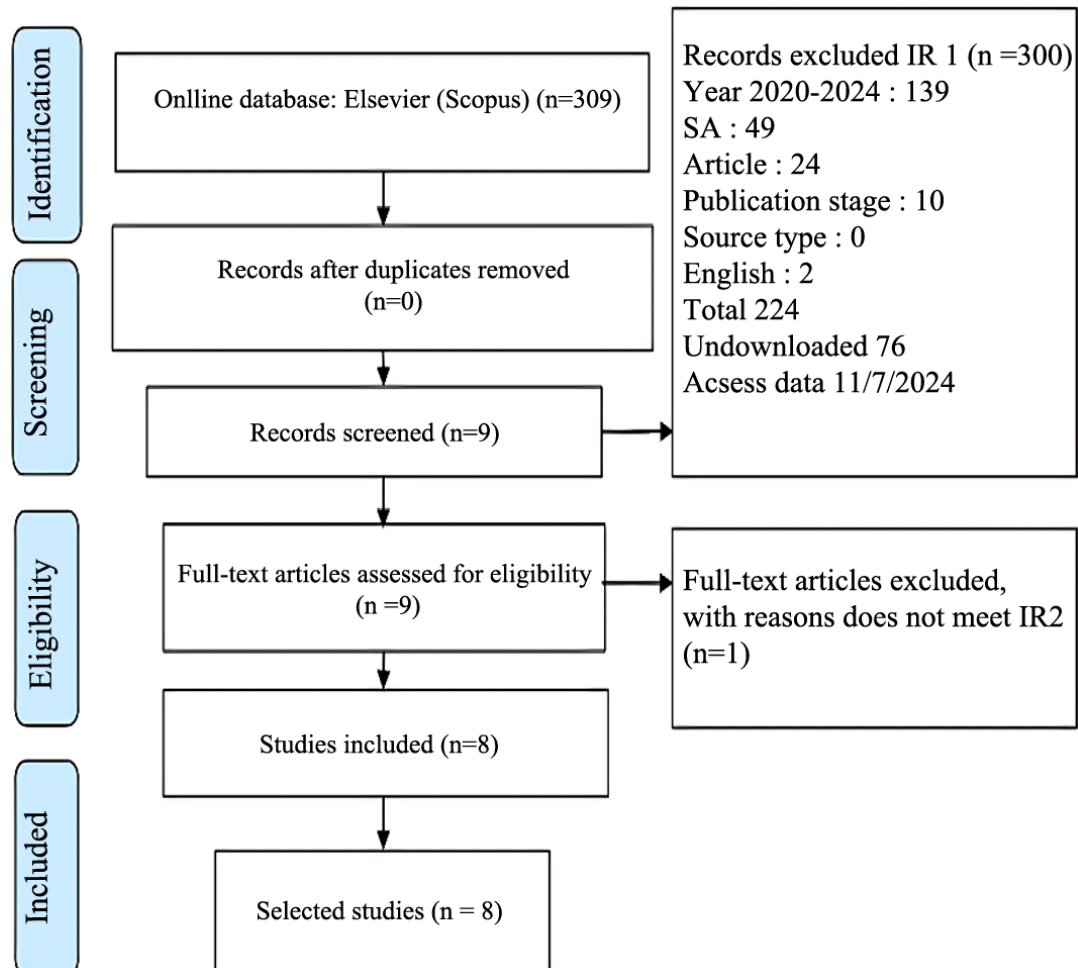 Identification
Onlline database: Elsevier (Scopus) (n=309)
Records after duplicates removed
(n=0)
Screening
Records screened (n=9)
Records excluded IR 1 (n =300)
Year 2020-2024 : 139
SA : 49
Article : 24
Publication stage : 10
Source type : 0
English : 2
Total 224
Undownloaded 76
Acsess data 11/7/2024
Eligibility
Full-text articles assessed for eligibility
(n =9)
Full-text articles excluded,
with reasons does not meet IR2
(n=1)
Studies included (n=8)
Included
Selected studies (n = 8)